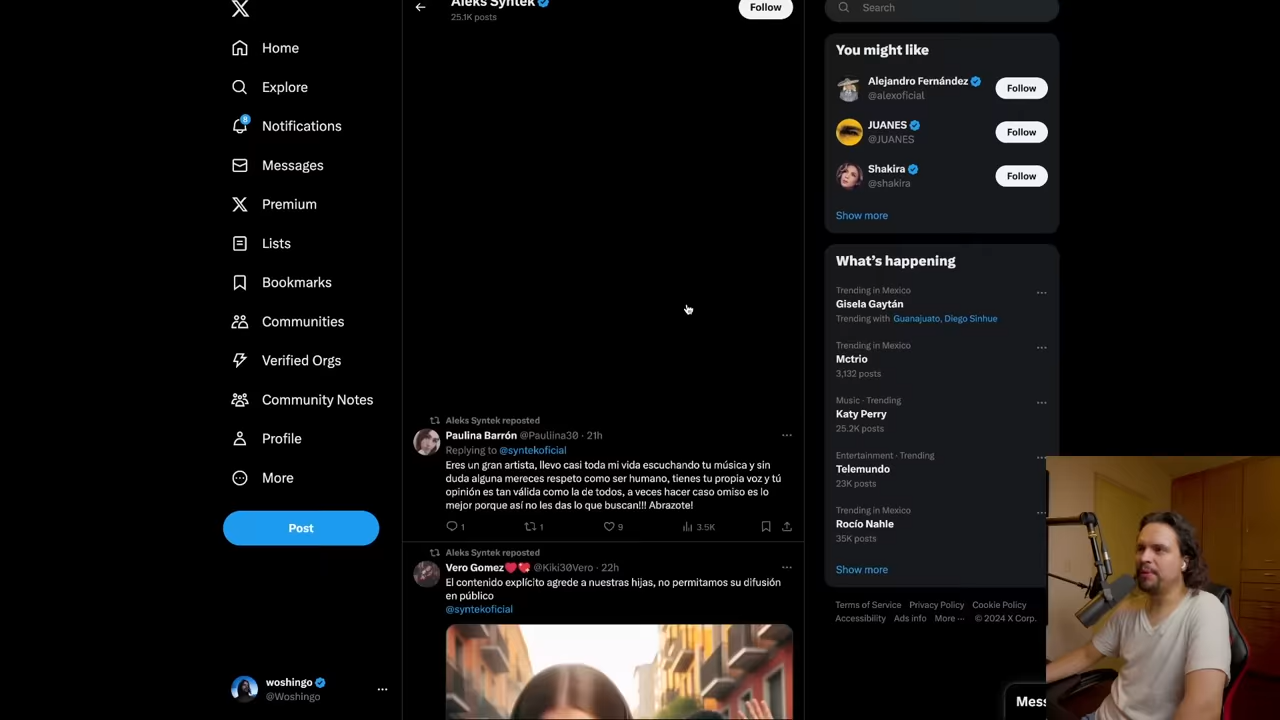 Home
Explore
8
Notifications
Messages
Premium
Lists
Bookmarks
Communities
Verified Orgs
Community Notes
Profile
More
Post
woshingo
@Woshingo
Aleks Syntek
25.1K posts
Follow
Aleks Syntek reposted
Paulina Barrón @Pauliina30 · 21h
Replying to @syntekoficial
Eres un gran artista, llevo casi toda mi vida escuchando tu música y sin
duda alguna mereces respeto como ser humano, tienes tu propia voz y tú
opinión es tan válida como la de todos, a veces hacer caso omiso es lo
mejor porque así no les das lo que buscan!!! Abrazote!
1 1 9 3.5K
Aleks Syntek reposted
Vero Gomez❤️💖 @Kiki30Vero · 22h
El contenido explícito agrede a nuestras hijas, no permitamos su difusión
en público
@syntekoficial
Search
You might like
Alejandro Fernández
@alexoficial
Follow
JUANES
@JUANES
Follow
Shakira
@shakira
Follow
Show more
What's happening
Trending in Mexico
Gisela Gaytán
Trending with Guanajuato, Diego Sinhue
Trending in Mexico
Mctrio
3,132 posts
Music · Trending
Katy Perry
25.2K posts
Entertainment · Trending
Telemundo
23K posts
Trending in Mexico
Rocío Nahle
35K posts
Show more
Terms of Service Privacy Policy Cookie Policy
Accessibility Ads info More ··· © 2024 X Corp.
Mess